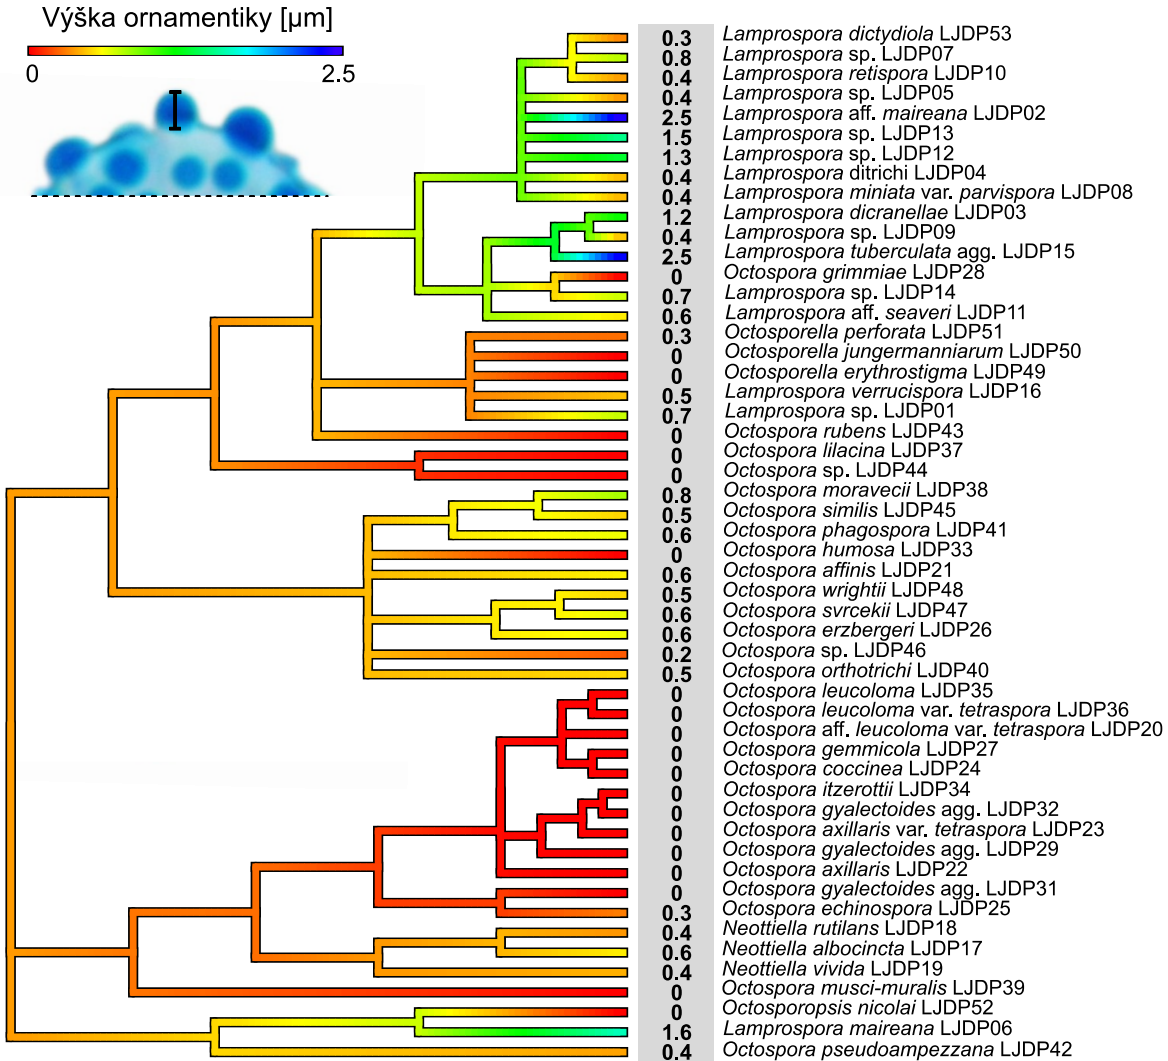 Výška ornamentiky [µm]
0 2.5
0.3 Lamprospora dictydiola LJDP53
0.8 Lamprospora sp. LJDP07
0.4 Lamprospora retispora LJDP10
0.4 Lamprospora sp. LJDP05
2.5 Lamprospora aff. maireana LJDP02
1.5 Lamprospora sp. LJDP13
1.3 Lamprospora sp. LJDP12
0.4 Lamprospora ditrichi LJDP04
0.4 Lamprospora miniata var. parvispora LJDP08
1.2 Lamprospora dicranellae LJDP03
0.4 Lamprospora sp. LJDP09
2.5 Lamprospora tuberculata agg. LJDP15
0 Octospora grimmiae LJDP28
0.7 Lamprospora sp. LJDP14
0.6 Lamprospora aff. seaveri LJDP11
0.3 Octosporella perforata LJDP51
0 Octosporella jungermanniarum LJDP50
0 Octosporella erythrostigma LJDP49
0.5 Lamprospora verrucispora LJDP16
0.7 Lamprospora sp. LJDP01
0 Octospora rubens LJDP43
0 Octospora lilacina LJDP37
0 Octospora sp. LJDP44
0.8 Octospora moravecii LJDP38
0.5 Octospora similis LJDP45
0.6 Octospora phagospora LJDP41
0 Octospora humosa LJDP33
0.6 Octospora affinis LJDP21
0.5 Octospora wrightii LJDP48
0.6 Octospora svrcekii LJDP47
0.6 Octospora erzbergeri LJDP26
0.2 Octospora sp. LJDP46
0.5 Octospora orthotrichi LJDP40
0 Octospora leucoloma LJDP35
0 Octospora leucoloma var. tetraspora LJDP36
0 Octospora aff. leucoloma var. tetraspora LJDP20
0 Octospora gemmicola LJDP27
0 Octospora coccinea LJDP24
0 Octospora itzerottii LJDP34
0 Octospora gyalectoides agg. LJDP32
0 Octospora axillaris var. tetraspora LJDP23
0 Octospora gyalectoides agg. LJDP29
0 Octospora axillaris LJDP22
0 Octospora gyalectoides agg. LJDP31
0.3 Octospora echinospora LJDP25
0.4 Neottiella rutilans LJDP18
0.6 Neottiella albocincta LJDP17
0.4 Neottiella vivida LJDP19
0 Octospora musci-muralis LJDP39
0 Octosporopsis nicolai LJDP52
1.6 Lamprospora maireana LJDP06
0.4 Octospora pseudoampezzana LJDP42